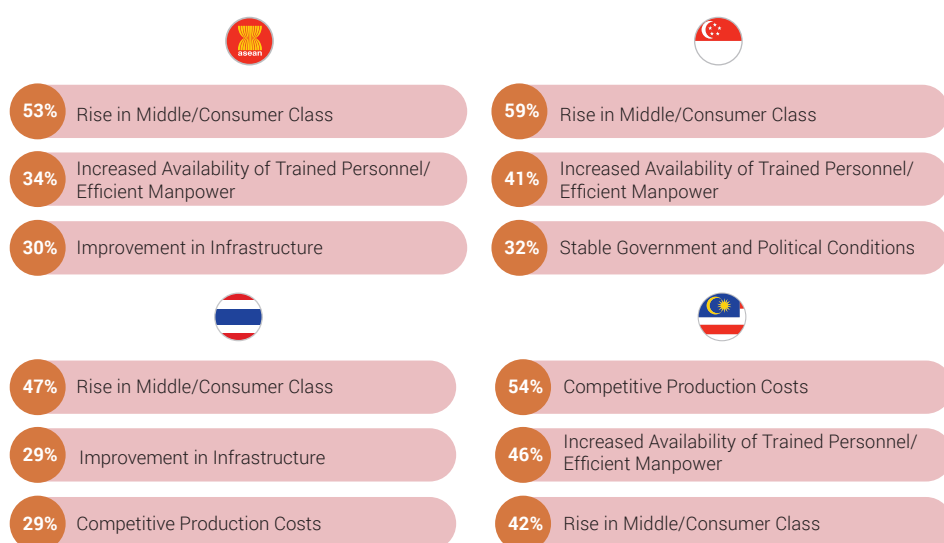 asean
53% Rise in Middle/Consumer Class
34% Increased Availability of Trained Personnel/
Efficient Manpower
30% Improvement in Infrastructure
59% Rise in Middle/Consumer Class
41% Increased Availability of Trained Personnel/
Efficient Manpower
32% Stable Government and Political Conditions
47% Rise in Middle/Consumer Class
29% Improvement in Infrastructure
29% Competitive Production Costs
54% Competitive Production Costs
46% Increased Availability of Trained Personnel/
Efficient Manpower
42% Rise in Middle/Consumer Class